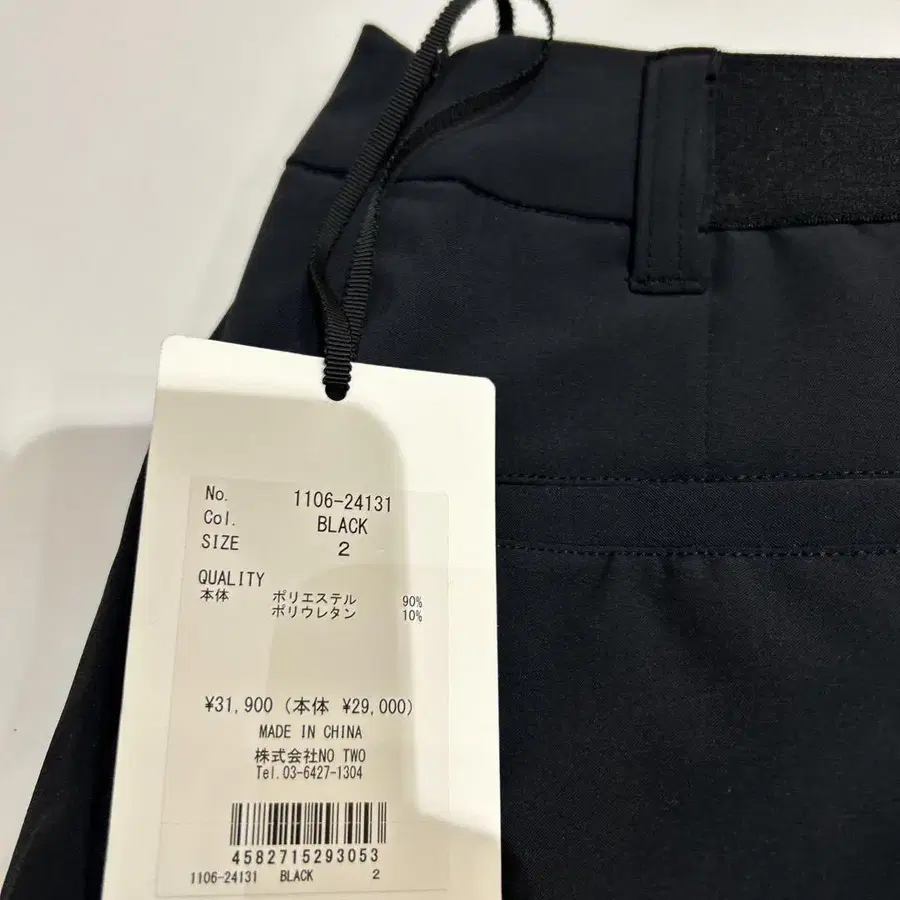 No. 1106-24131
Col. BLACK
SIZE 2
QUALITY
本体 ポリエステル 90%
ポリウレタン 10%
¥31,900 (本体 ¥29,000)
MADE IN CHINA
株式会社NO TWO
Tel.03-6427-1304
4582715293053
1106-24131 BLACK 2